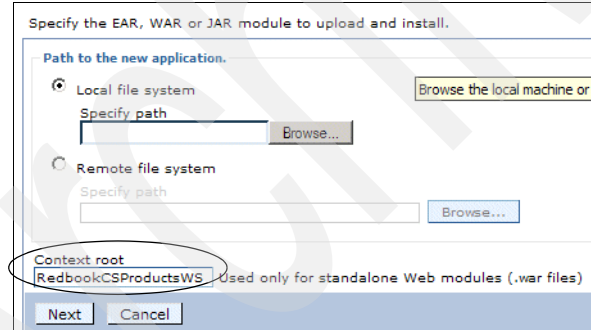 Specify the EAR, WAR or JAR module to upload and install.
Path to the new application.
Local file system
Browse the local machine or
Specify path
Browse...
Remote file system
Specify path
Browse...
Context root
RedbookCSProductsWS Used only for standalone Web modules (.war files)
Next Cancel